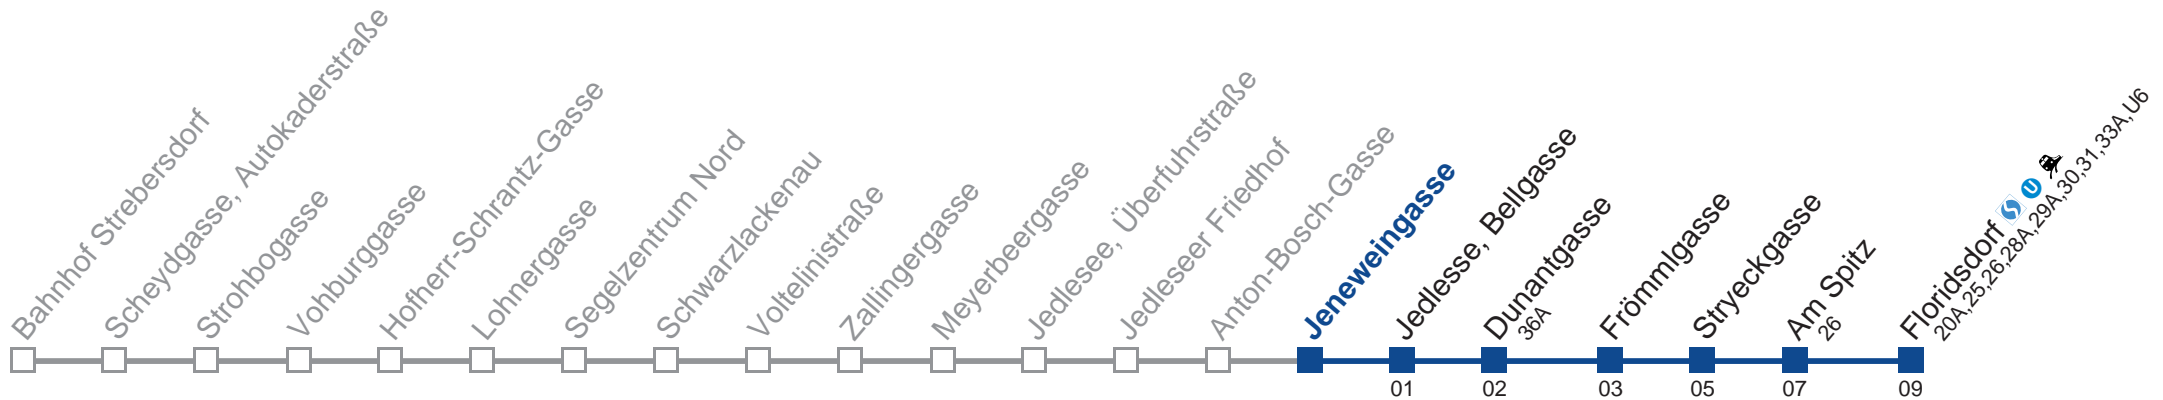 Bahnhof Strebersdorf
Scheydgasse, Autokaderstraße
Strohbogasse
Vohburggasse
Hofherr-Schrantz-Gasse
Lohnergasse
Segelzentrum Nord
Schwarzlackenau
Voltelinistraße
Zallingergasse
Meyerbeergasse
Jedlesee, Überfuhrstraße
Jedleseer Friedhof
Anton-Bosch-Gasse
Jeneweingasse
Jedlesse, Bellgasse
01
Dunantgasse
36A
02
Frömmlgasse
03
Stryeckgasse
05
Am Spitz
26
07
Floridsdorf S U
20A,25,26,28A,29A,30,31,33A,U6
09